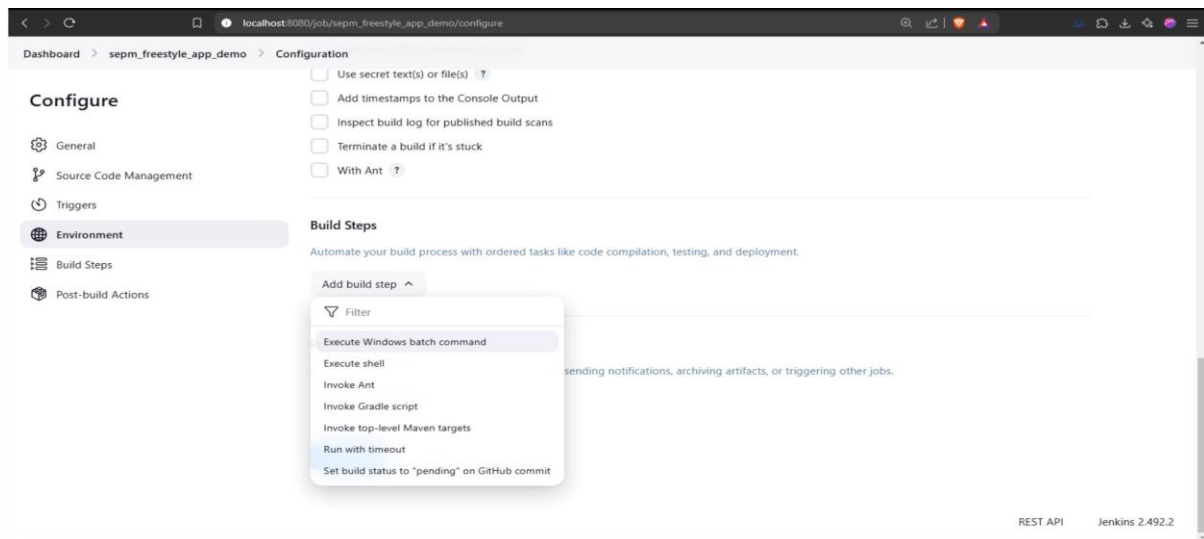 localhost:8080/job/sepm_freestyle_app_demo/configure
Dashboard > sepm_freestyle_app_demo > Configuration
Configure
General
Source Code Management
Triggers
Environment
Build Steps
Post-build Actions
Use secret text(s) or file(s) ?
Add timestamps to the Console Output
Inspect build log for published build scans
Terminate a build if it's stuck
With Ant ?
Build Steps
Automate your build process with ordered tasks like code compilation, testing, and deployment.
Add build step
Filter
Execute Windows batch command
Execute shell
sending notifications, archiving artifacts, or triggering other jobs.
Invoke Ant
Invoke Gradle script
Invoke top-level Maven targets
Run with timeout
Set build status to "pending" on GitHub commit
REST API Jenkins 2.492.2